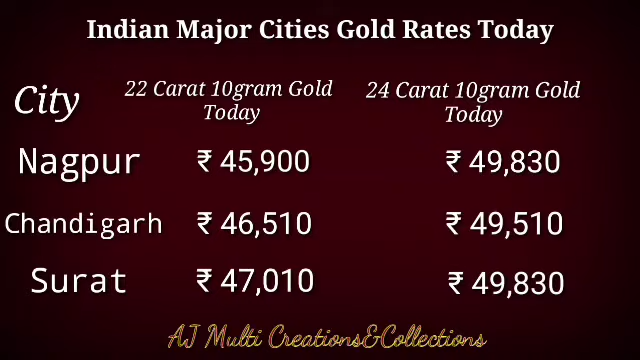 Indian Major Cities Gold Rates Today
City 22 Carat 10gram Gold Today 24 Carat 10gram Gold Today
Nagpur ₹ 45,900 ₹ 49,830
Chandigarh ₹ 46,510 ₹ 49,510
Surat ₹ 47,010 ₹ 49,830
AJ Multi Creations&Collections